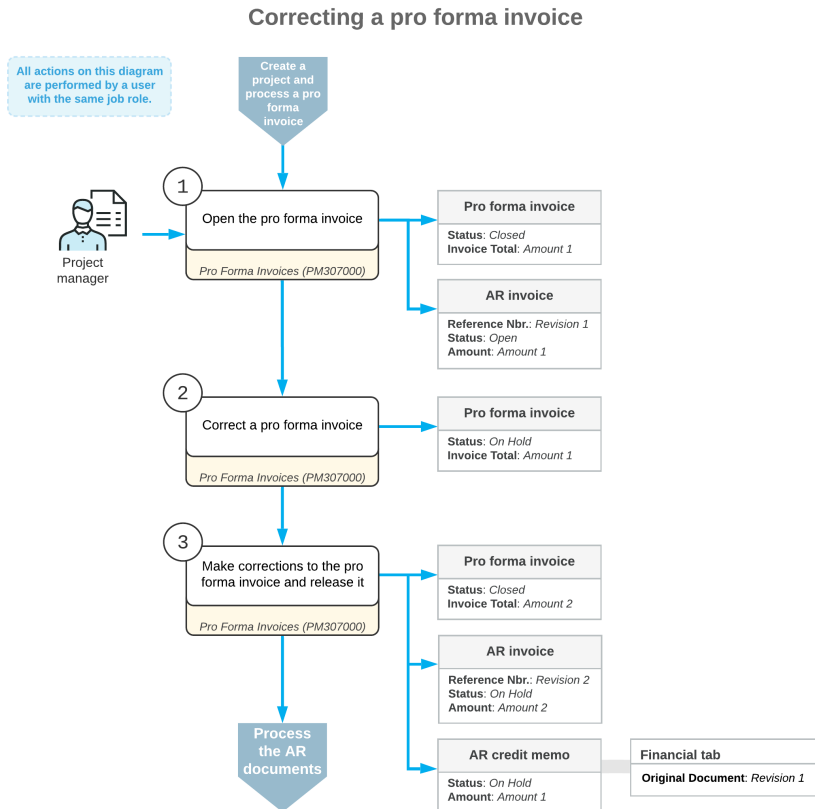 Correcting a pro forma invoice
All actions on this diagram
are performed by a user
with the same job role.
Create a
project and
process a pro
forma
invoice
1
Open the pro forma invoice
Pro Forma Invoices (PM307000)
Project
manager
Pro forma invoice
Status: Closed
Invoice Total: Amount 1
AR invoice
Reference Nbr.: Revision 1
Status: Open
Amount: Amount 1
2
Correct a pro forma invoice
Pro Forma Invoices (PM307000)
Pro forma invoice
Status: On Hold
Invoice Total: Amount 1
3
Make corrections to the pro
forma invoice and release it
Pro Forma Invoices (PM307000)
Pro forma invoice
Status: Closed
Invoice Total: Amount 2
AR invoice
Reference Nbr.: Revision 2
Status: On Hold
Amount: Amount 2
Process
the AR
documents
AR credit memo
Status: On Hold
Amount: Amount 1
Financial tab
Original Document: Revision 1